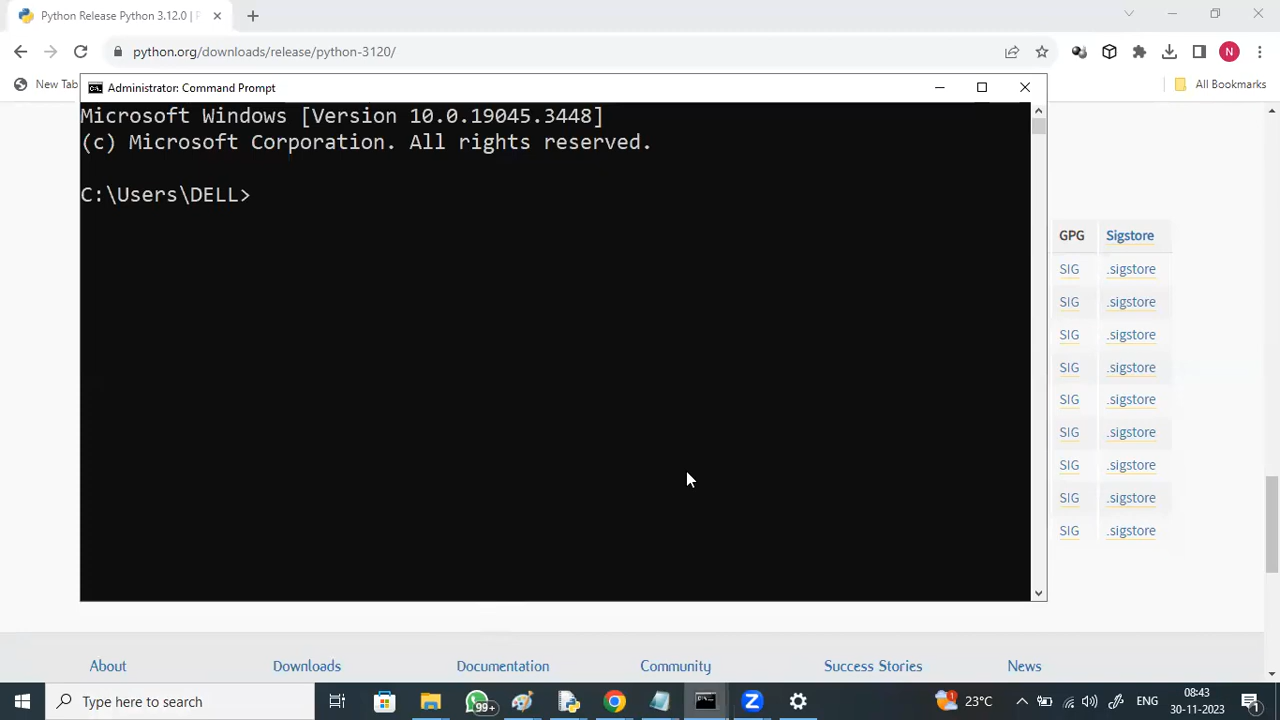 Python Release Python 3.12.0 | P
python.org/downloads/release/python-3120/
N
New Tab
All Bookmarks
Administrator: Command Prompt
Microsoft Windows [Version 10.0.19045.3448]
(c) Microsoft Corporation. All rights reserved.
C:\Users\DELL>
GPG Sigstore
SIG .sigstore
SIG .sigstore
SIG .sigstore
SIG .sigstore
SIG .sigstore
SIG .sigstore
SIG .sigstore
SIG .sigstore
SIG .sigstore
About Downloads Documentation Community Success Stories News
Type here to search
99+
1
23°C
ENG
08:43
30-11-2023
1